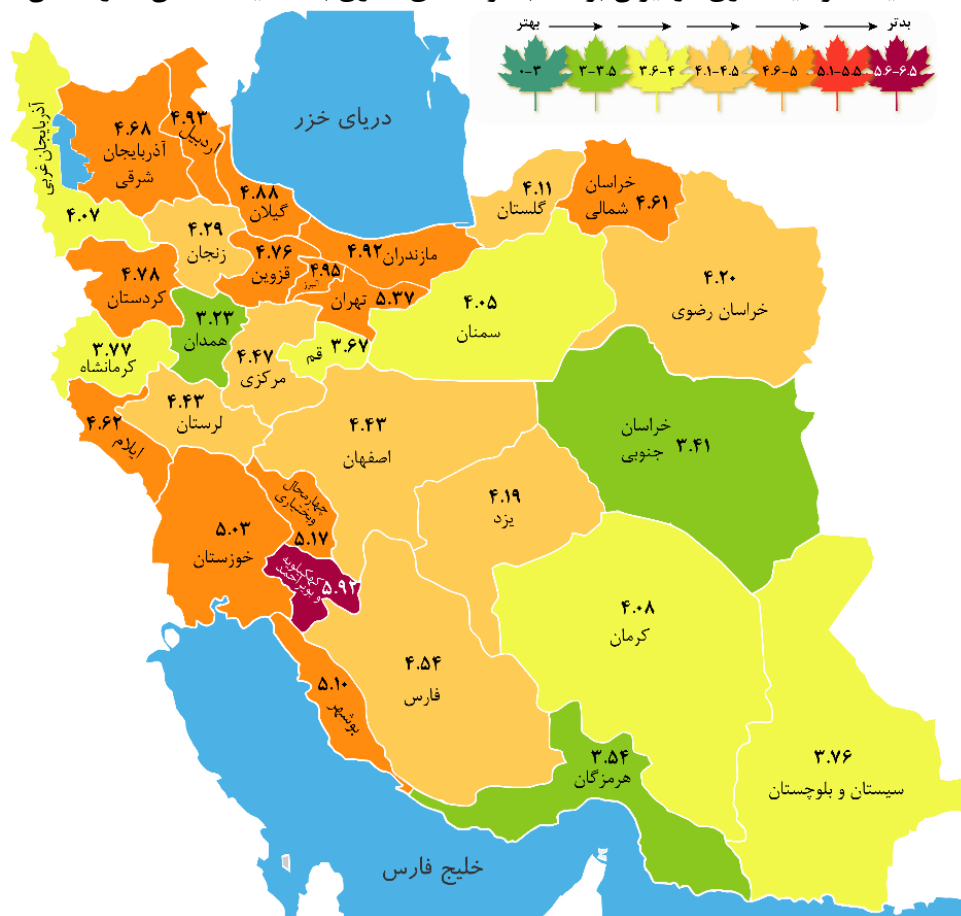 بهتر
بدتر
۰-۳
۳-۳.۵
۳.۶-۴
۴.۱-۴.۵
۴.۶-۵
۵.۱-۵.۵
۵.۶-۶.۵
دریای خزر
آذربایجان غربی
۴.۰۷
۴.۶۸
آذربایجان
شرقی
۴.۹۳
اردبیل
۴.۸۸
گیلان
۴.۲۹
زنجان
۴.۷۶
قزوین
۴.۹۵
البرز
مازندران ۴.۹۲
تهران ۵.۳۷
۴.۱۱
گلستان
خراسان
شمالی
۴.۶۱
۴.۲۰
خراسان رضوی
۴.۰۵
سمنان
۴.۷۸
کردستان
۳.۲۳
همدان
۳.۷۷
کرمانشاه
۴.۴۷
مرکزی
قم ۳.۶۷
۴.۴۳
لرستان
۴.۶۲
ایلام
۴.۴۳
اصفهان
خراسان
جنوبی
۳.۴۱
۴.۱۹
یزد
۵.۰۳
خوزستان
چهارمحال
وبختیاری
۵.۱۷
کهکیلویه
و بویراحمد
۵.۹۲
۴.۰۸
کرمان
۴.۵۴
فارس
۵.۱۰
بوشهر
۳.۵۴
هرمزگان
۳.۷۶
سیستان و بلوچستان
خلیج فارس